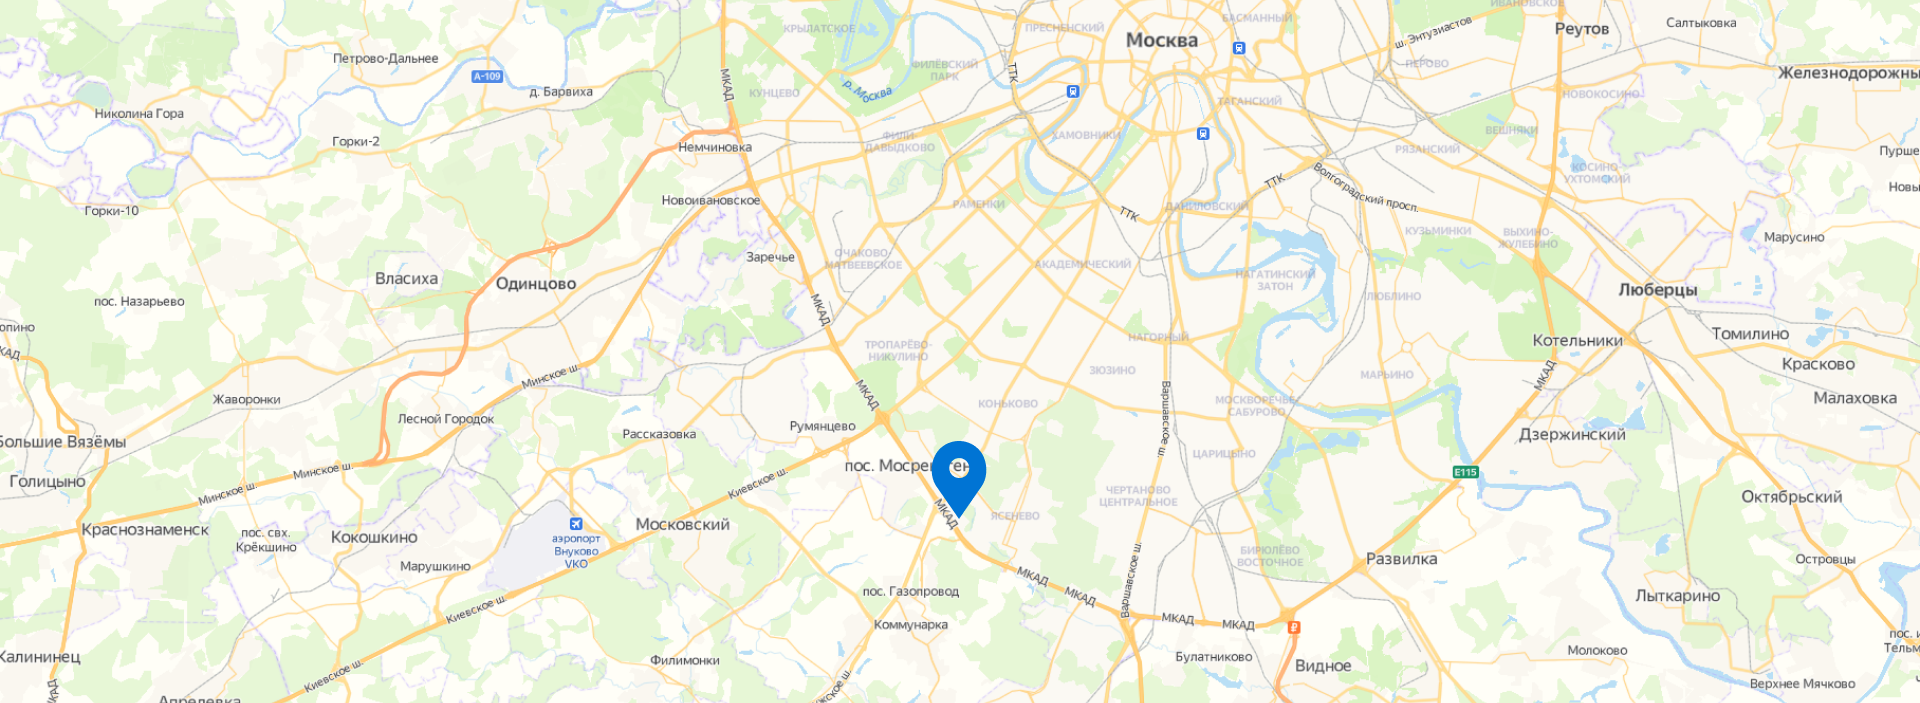 ИВАНОВСКОЕ
БАСМАННЫЙ
ш. Энтузиастов
Салтыковка
КРЫЛАТСКОЕ
ПРЕСНЕНСКИЙ
Реутов
Москва
Петрово-Дальнее
ФИЛЁВСКИЙ
ПАРК
ПЕРОВО
А-109
ТТК
Железнодорожны
МКАД
д. Барвиха
КУНЦЕВО
р. Москва
НОВОКОСИНО
ТАГАНСКИЙ
Николина Гора
ХАМОВНИКИ
ВЕШНЯКИ
Горки-2
ФИЛИ-
ДАВЫДКОВО
Немчиновка
РЯЗАНСКИЙ
Пурше
КОСИНО-
УХТОМСКИЙ
ТТК
Волгоградский просп.
Новы
Новоивановское
РАМЕНКИ
ТТК
ДАНИЛОВСКИЙ
Горки-10
КУЗЬМИНКИ
ВЫХИНО-
ЖУЛЕБИНО
Марусино
Заречье
ОЧАКОВО-
МАТВЕЕВСКОЕ
АКАДЕМИЧЕСКИЙ
НАГАТИНСКИЙ
ЗАТОН
Власиха
Одинцово
Люберцы
пос. Назарьево
МКАД
ЛЮБЛИНО
юпино
НАГОРНЫЙ
Котельники
Томилино
КАД
ТРОПАРЁВО-
НИКУЛИНО
Красково
ЗЮЗИНО
МАРЬИНО
Минское ш.
МКАД
МКАД
Жаворонки
КОНЬКОВО
МОСКВОРЕЧЬЕ-
САБУРОВО
Малаховка
Лесной Городок
Варшавское ш.
Румянцево
Рассказовка
Дзержинский
Большие Вязёмы
ЦАРИЦЫНО
пос. Мосрен ген
Минское ш.
E115
Голицыно
Киевское ш.
Минское ш.
ЧЕРТАНОВО
ЦЕНТРАЛЬНОЕ
Октябрьский
МКАД
ЯСЕНЕВО
Краснознаменск
пос. свх.
Крёкшино
Кокошкино
Московский
аэропорт
Внуково
VKO
БИРЮЛЁВО
ВОСТОЧНОЕ
Развилка
Островцы
Марушкино
МКАД
Варшавское ш.
пос. Газопровод
МКАД
Лыткарино
Киевское ш.
МКАД
МКАД
Коммунарка
пос. и
Тельм
Калининец
Филимонки
Булатниково
Видное
Молоково
Киевское ш.
КАД
Апрелевка
жское ш.
Верхнее Мячково